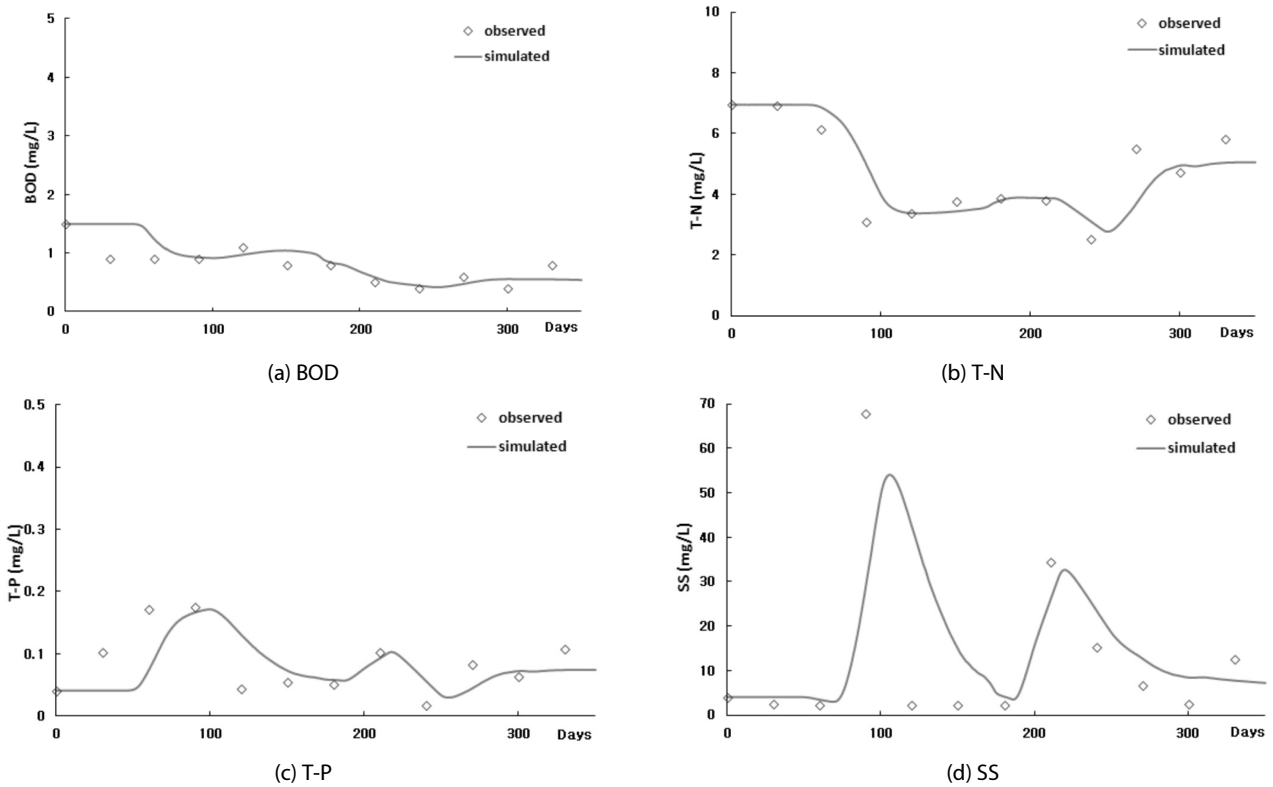 5
4
3
2
1
0
BOD (mg/L)
observed
simulated
0 100 200 300 Days
(a) BOD
10
8
6
4
2
0
T-N (mg/L)
observed
simulated
0 100 200 300 Days
(b) T-N
0.5
0.4
0.3
0.2
0.1
0
T-P (mg/L)
observed
simulated
0 100 200 300 Days
(c) T-P
70
60
50
40
30
20
10
0
SS (mg/L)
observed
simulated
0 100 200 300 Days
(d) SS